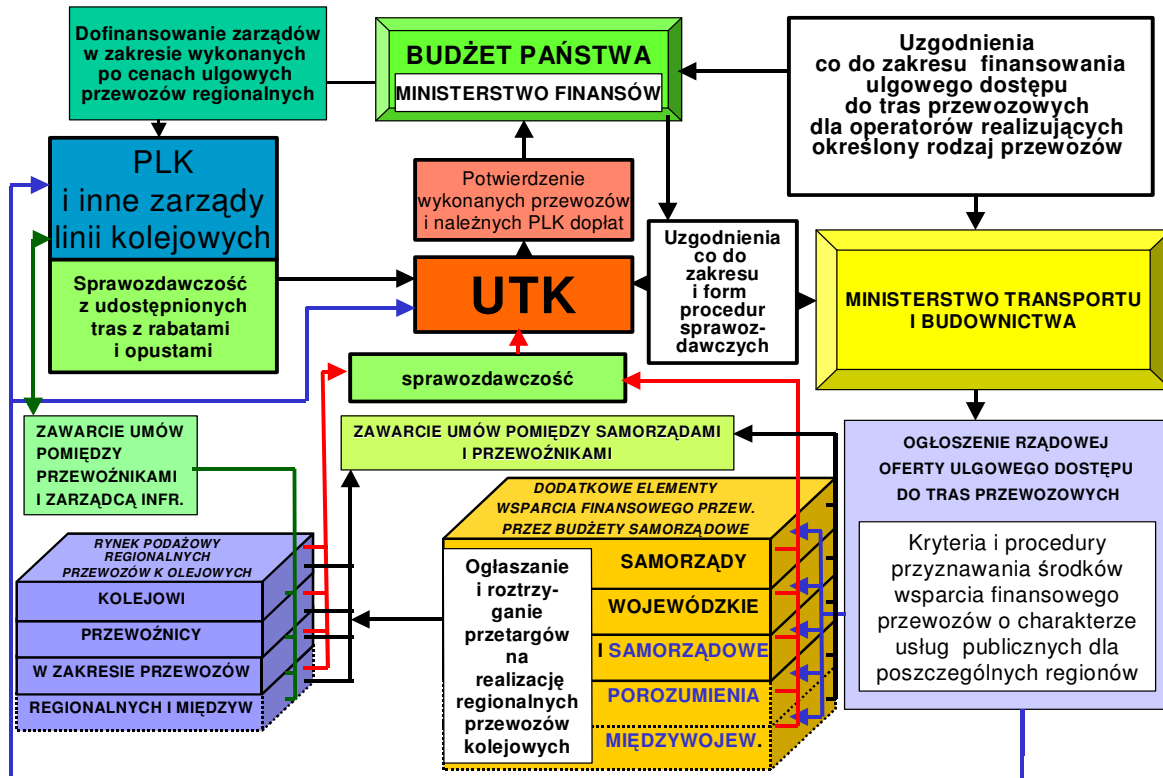 Dofinansowanie zarządów
w zakresie wykonanych
po cenach ulgowych
przewozów regionalnych
BUDŻET PAŃSTWA
MINISTERSTWO FINANSÓW
Uzgodnienia
co do zakresu finansowania
ulgowego dostępu
do tras przewozowych
dla operatorów realizujących
określony rodzaj przewozów
PLK
i inne zarządy
linii kolejowych
Sprawozdawczość
z udostępnionych
tras z rabatami
i opustami
Potwierdzenie
wykonanych przewozów
i należnych PLK dopłat
UTK
Uzgodnienia
co do
zakresu
i form
procedur
sprawoz-
dawczych
MINISTERSTWO TRANSPORTU
I BUDOWNICTWA
sprawozdawczość
ZAWARCIE UMÓW
POMIĘDZY
PRZEWOŹNIKAMI
I ZARZĄDCĄ INFR.
ZAWARCIE UMÓW POMIĘDZY SAMORZĄDAMI
I PRZEWOŹNIKAMI
OGŁOSZENIE RZĄDOWEJ
OFERTY ULGOWEGO DOSTĘPU
DO TRAS PRZEWOZOWYCH
Kryteria i procedury
przyznawania środków
wsparcia finansowego
przewozów o charakterze
usług publicznych dla
poszczególnych regionów
RYNEK PODAŻOWY
REGIONALNYCH
PRZEWOZÓW K OLEJOWYCH
KOLEJOWI
PRZEWOŹNICY
W ZAKRESIE PRZEWOZÓW
REGIONALNYCH I MIĘDZYW
DODATKOWE ELEMENTY
WSPARCIA FINANSOWEGO PRZEW.
PRZEZ BUDŻETY SAMORZĄDOWE
Ogłaszanie
i roztrzy-
ganie
przetargów
na
realizację
regionalnych
przewozów
kolejowych
SAMORZĄDY
WOJEWÓDZKIE
I SAMORZĄDOWE
POROZUMIENIA
MIĘDZYWOJEW.